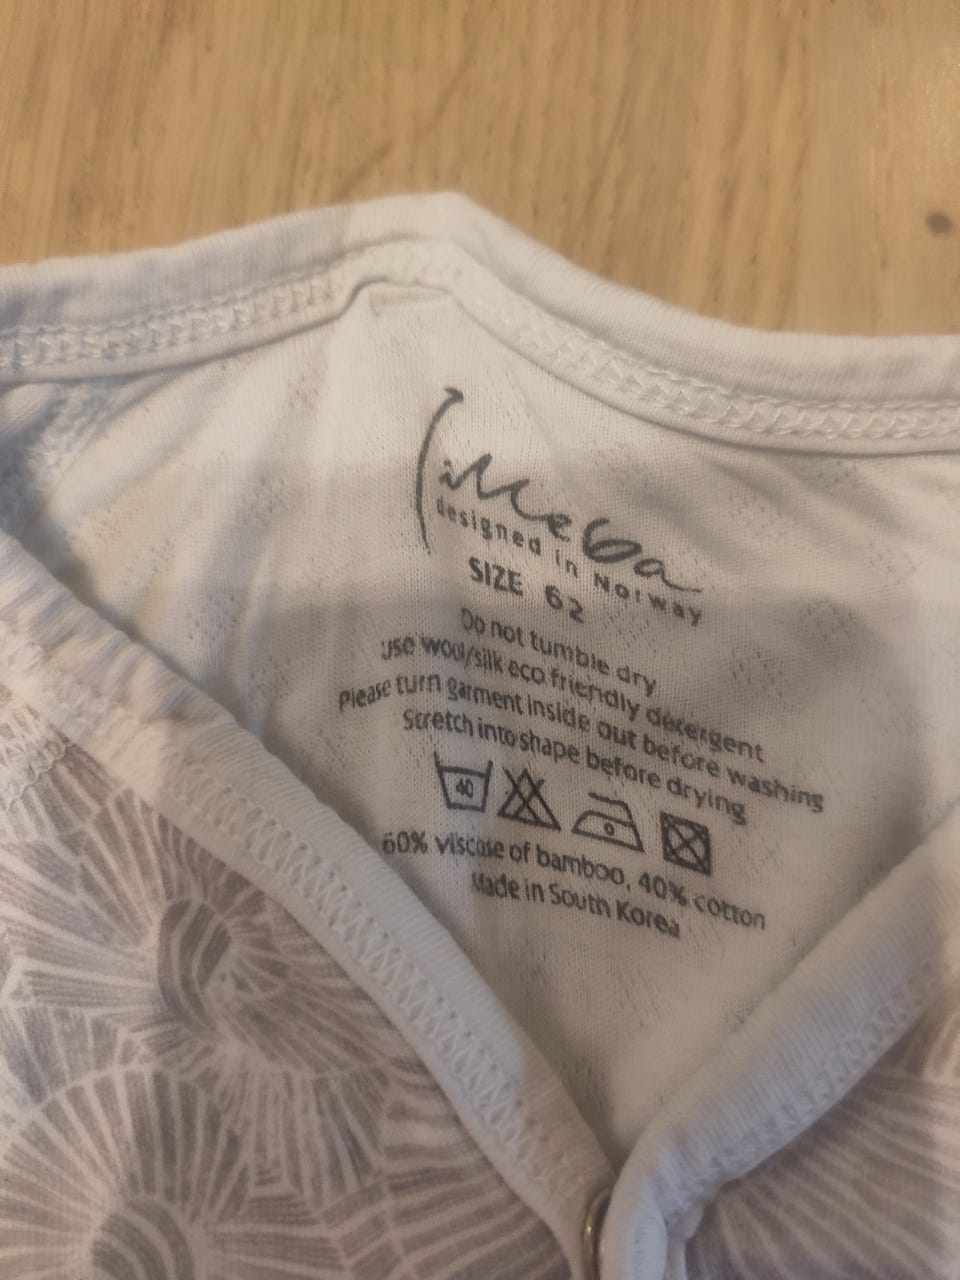 imeba
designed in Norway
SIZE 62
Do not tumble dry
use wool/silk eco friendly detergent
Please turn garment inside out before washing
Stretch into shape before drying
40
60% viscose of bamboo, 40% cotton
Made in South Korea